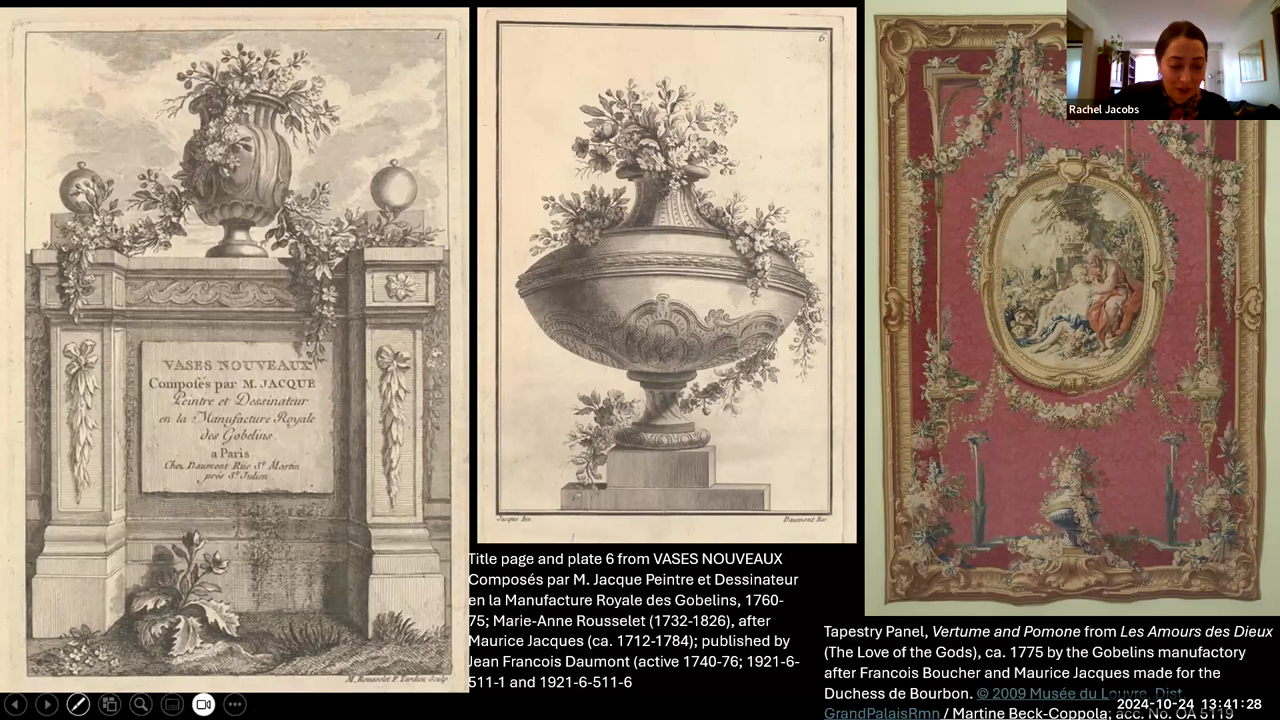 1.
VASES NOUVEAUX
Composés par M. JACQUE
Peintre et Dessinateur
en la Manufacture Royale
des Gobelins
a Paris
Chez Daumont Rüe St. Martin
près St. Julien
M. Rousselet F. Tardieu Sculp
6.
Jacque Inv.
Daumont Ex.
Title page and plate 6 from VASES NOUVEAUX
Composés par M. Jacque Peintre et Dessinateur
en la Manufacture Royale des Gobelins, 1760-
75; Marie-Anne Rousselet (1732-1826), after
Maurice Jacques (ca. 1712-1784); published by
Jean Francois Daumont (active 1740-76; 1921-6-
511-1 and 1921-6-511-6
Rachel Jacobs
Tapestry Panel, Vertume and Pomone from Les Amours des Dieux
(The Love of the Gods), ca. 1775 by the Gobelins manufactory
after Francois Boucher and Maurice Jacques made for the
Duchess de Bourbon. © 2009 Musée du Louvre, Dist.
GrandPalaisRmn / Martine Beck-Coppola; acc. No. OA 5119
2024-10-24 13:41:28